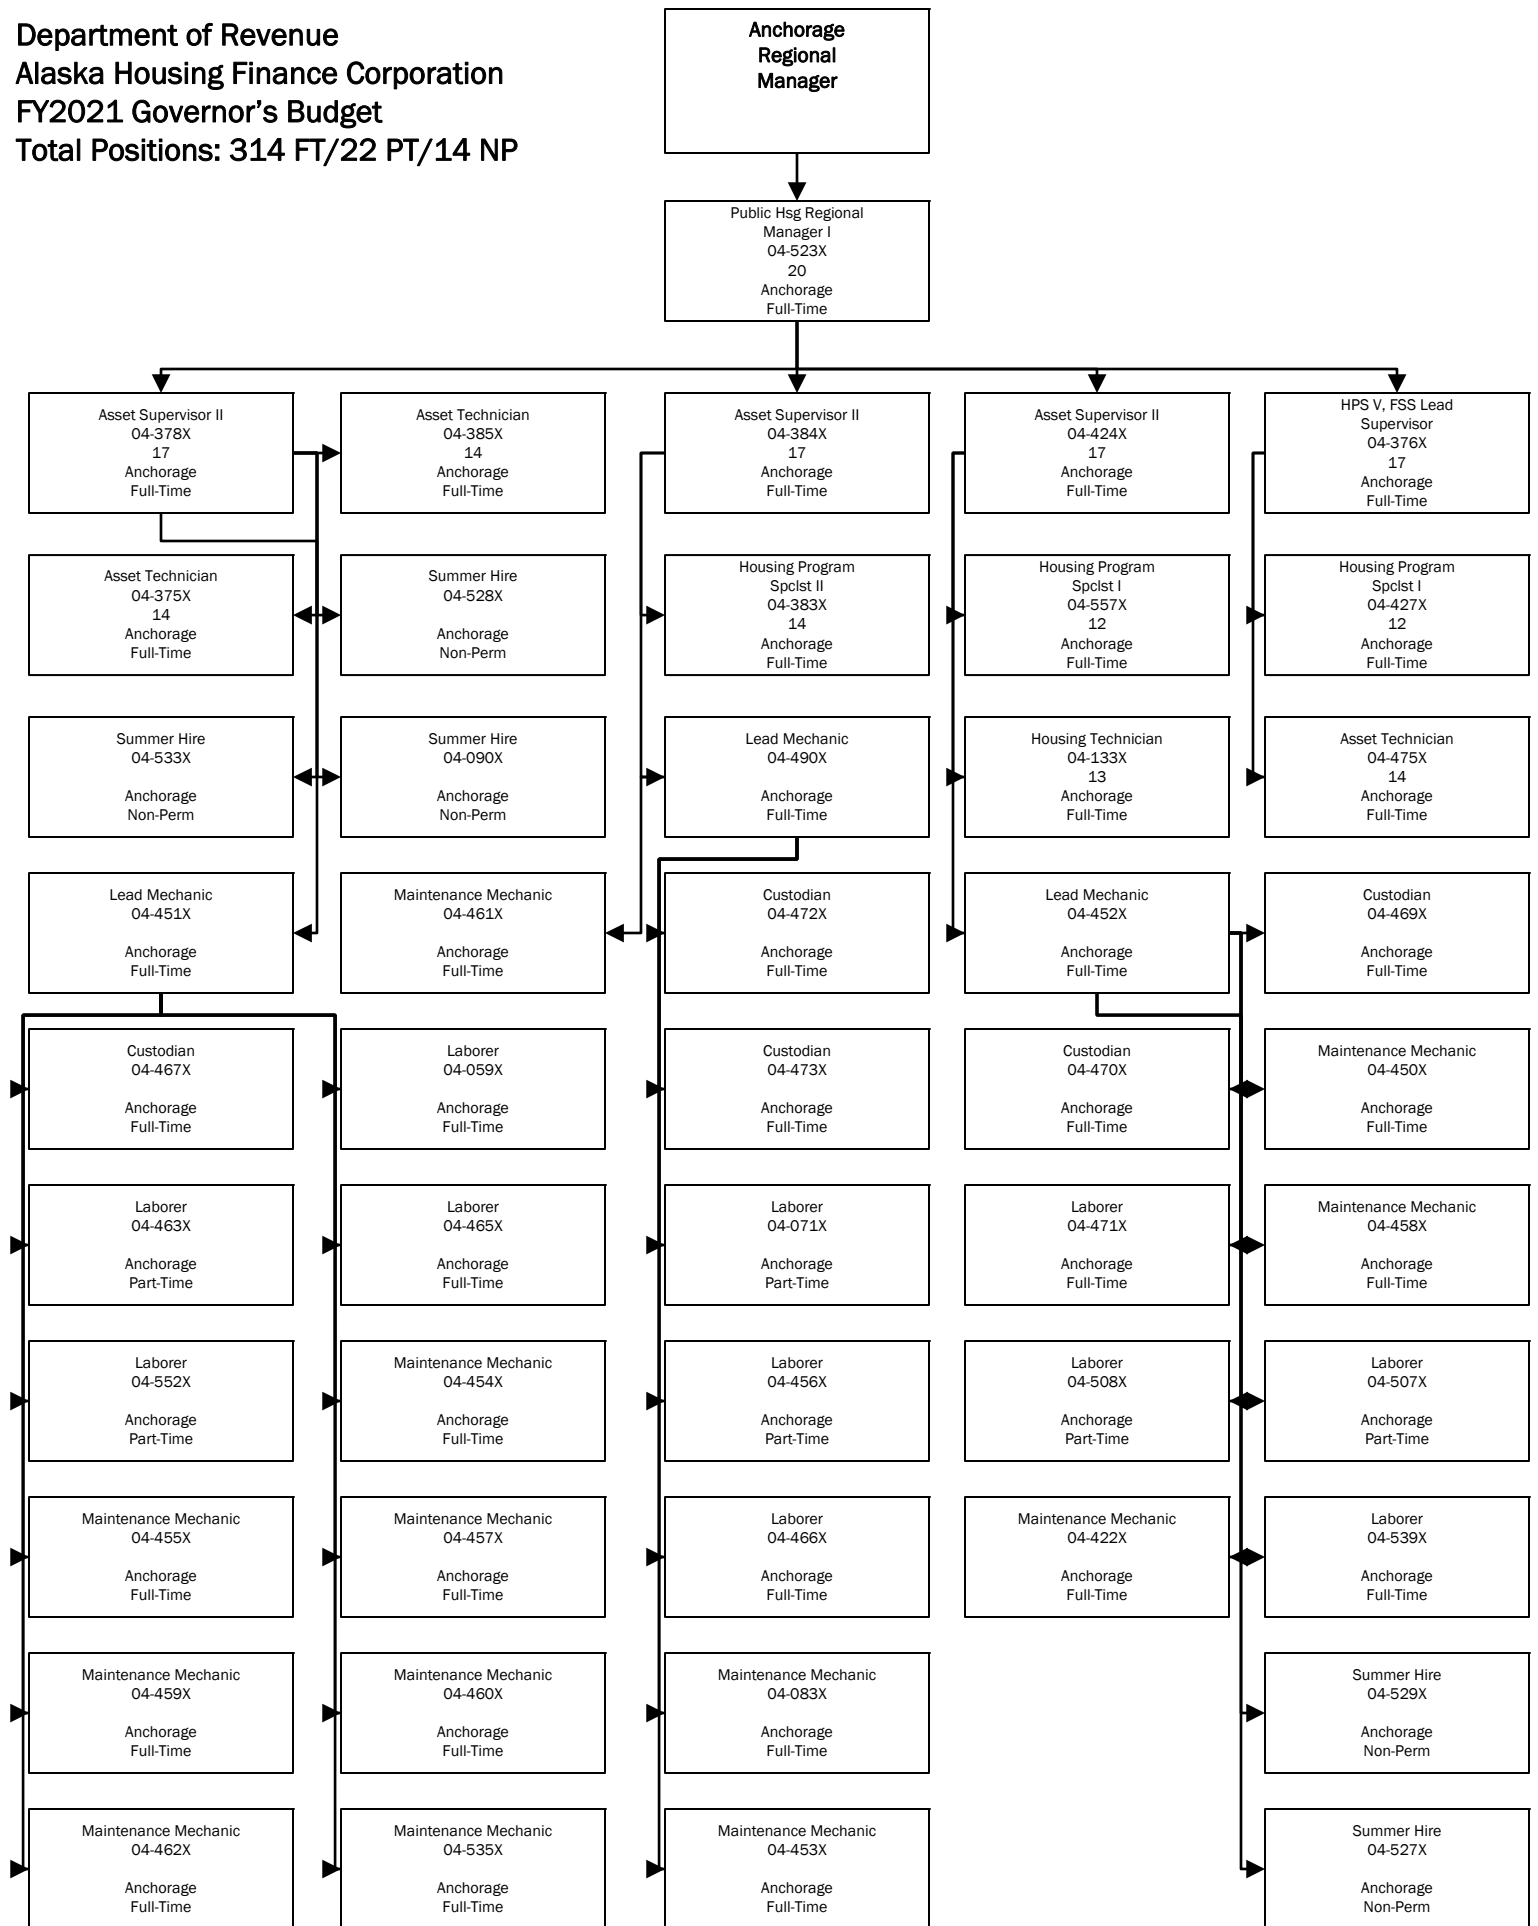 Department of Revenue
Alaska Housing Finance Corporation
FY2021 Governor's Budget
Total Positions: 314 FT/22 PT/14 NP
Anchorage
Regional
Manager
Public Hsg Regional
Manager I
04-523X
20
Anchorage
Full-Time
Asset Supervisor II
04-378X
17
Anchorage
Full-Time
Asset Technician
04-385X
14
Anchorage
Full-Time
Asset Supervisor II
04-384X
17
Anchorage
Full-Time
Asset Supervisor II
04-424X
17
Anchorage
Full-Time
HPS V, FSS Lead
Supervisor
04-376X
17
Anchorage
Full-Time
Asset Technician
04-375X
14
Anchorage
Full-Time
Summer Hire
04-528X
Anchorage
Non-Perm
Housing Program
Spclst II
04-383X
14
Anchorage
Full-Time
Housing Program
Spclst I
04-557X
12
Anchorage
Full-Time
Housing Program
Spclst I
04-427X
12
Anchorage
Full-Time
Summer Hire
04-533X
Anchorage
Non-Perm
Summer Hire
04-090X
Anchorage
Non-Perm
Lead Mechanic
04-490X
Anchorage
Full-Time
Housing Technician
04-133X
13
Anchorage
Full-Time
Asset Technician
04-475X
14
Anchorage
Full-Time
Lead Mechanic
04-451X
Anchorage
Full-Time
Maintenance Mechanic
04-461X
Anchorage
Full-Time
Custodian
04-472X
Anchorage
Full-Time
Lead Mechanic
04-452X
Anchorage
Full-Time
Custodian
04-469X
Anchorage
Full-Time
Custodian
04-467X
Anchorage
Full-Time
Laborer
04-059X
Anchorage
Full-Time
Custodian
04-473X
Anchorage
Full-Time
Custodian
04-470X
Anchorage
Full-Time
Maintenance Mechanic
04-450X
Anchorage
Full-Time
Laborer
04-463X
Anchorage
Part-Time
Laborer
04-465X
Anchorage
Full-Time
Laborer
04-071X
Anchorage
Part-Time
Laborer
04-471X
Anchorage
Full-Time
Maintenance Mechanic
04-458X
Anchorage
Full-Time
Laborer
04-552X
Anchorage
Part-Time
Maintenance Mechanic
04-454X
Anchorage
Full-Time
Laborer
04-456X
Anchorage
Part-Time
Laborer
04-508X
Anchorage
Part-Time
Laborer
04-507X
Anchorage
Part-Time
Maintenance Mechanic
04-455X
Anchorage
Full-Time
Maintenance Mechanic
04-457X
Anchorage
Full-Time
Laborer
04-466X
Anchorage
Full-Time
Maintenance Mechanic
04-422X
Anchorage
Full-Time
Laborer
04-539X
Anchorage
Full-Time
Maintenance Mechanic
04-459X
Anchorage
Full-Time
Maintenance Mechanic
04-460X
Anchorage
Full-Time
Maintenance Mechanic
04-083X
Anchorage
Full-Time
Summer Hire
04-529X
Anchorage
Non-Perm
Maintenance Mechanic
04-462X
Anchorage
Full-Time
Maintenance Mechanic
04-535X
Anchorage
Full-Time
Maintenance Mechanic
04-453X
Anchorage
Full-Time
Summer Hire
04-527X
Anchorage
Non-Perm